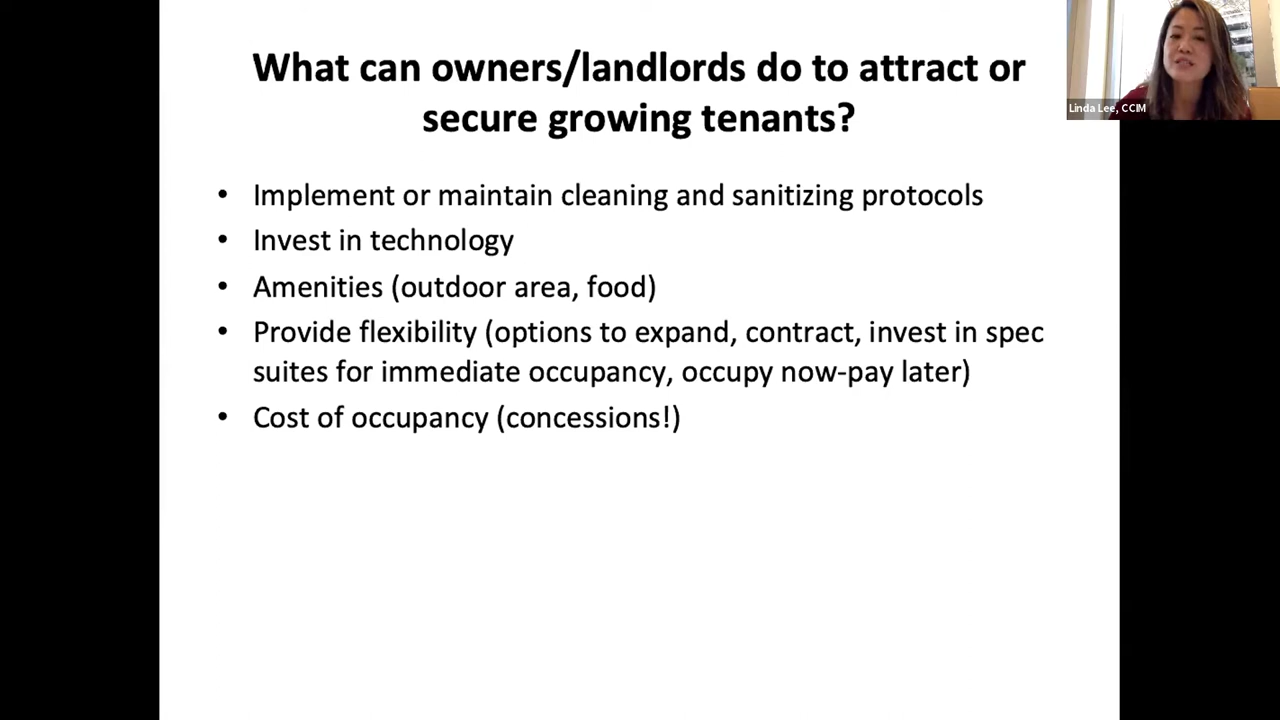 What can owners/landlords do to attract or
secure growing tenants?
Linda Lee, CCIM
• Implement or maintain cleaning and sanitizing protocols
• Invest in technology
• Amenities (outdoor area, food)
• Provide flexibility (options to expand, contract, invest in spec
suites for immediate occupancy, occupy now-pay later)
• Cost of occupancy (concessions!)